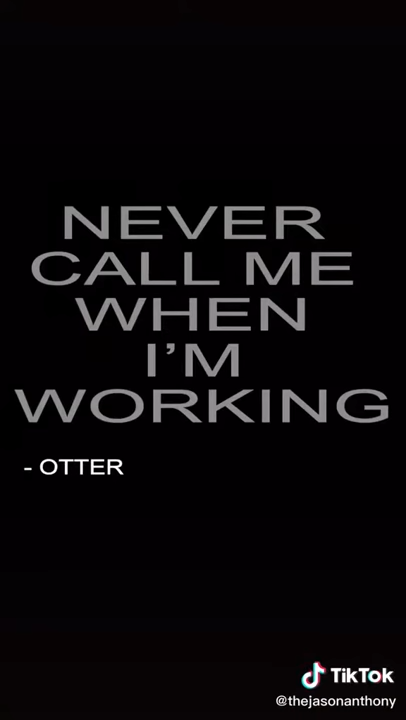 NEVER
CALL ME
WHEN
I'M
WORKING
- OTTER
TikTok
@thejasonanthony